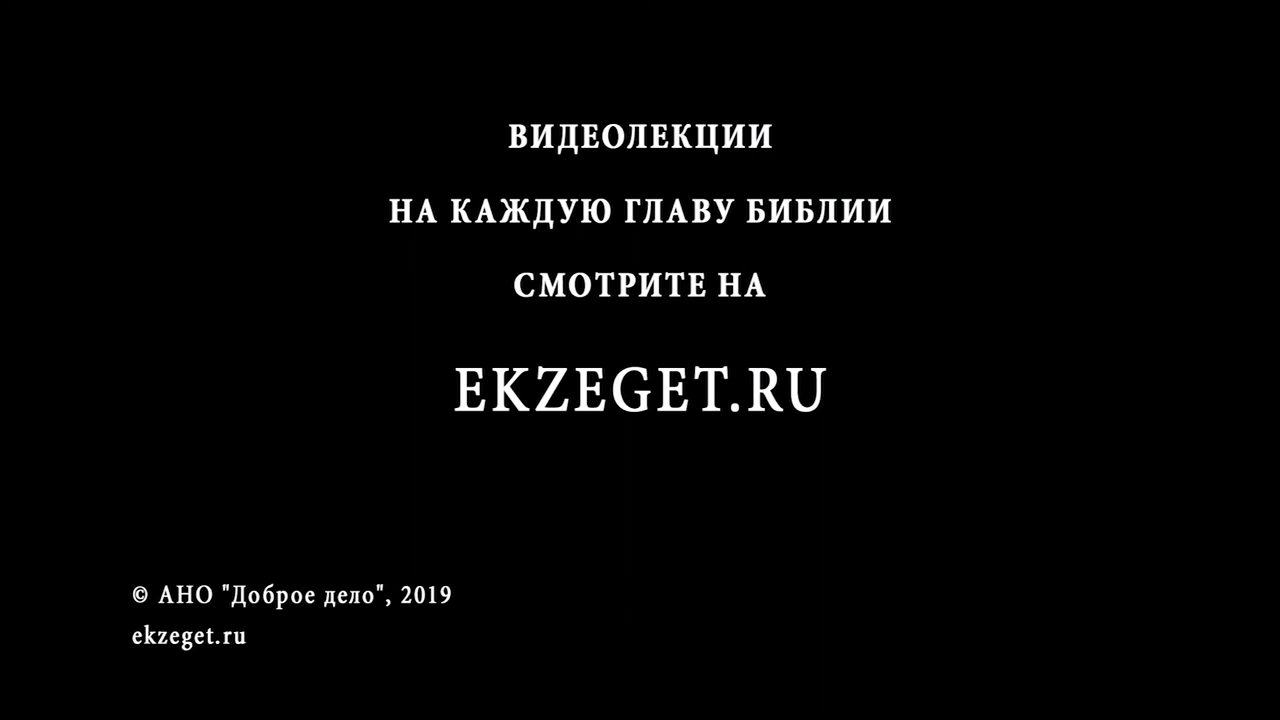 ВИДЕОЛЕКЦИИ
НА КАЖДУЮ ГЛАВУ БИБЛИИ
СМОТРИТЕ НА
EKZEGET.RU
© АНО "Доброе дело", 2019
ekzeget.ru